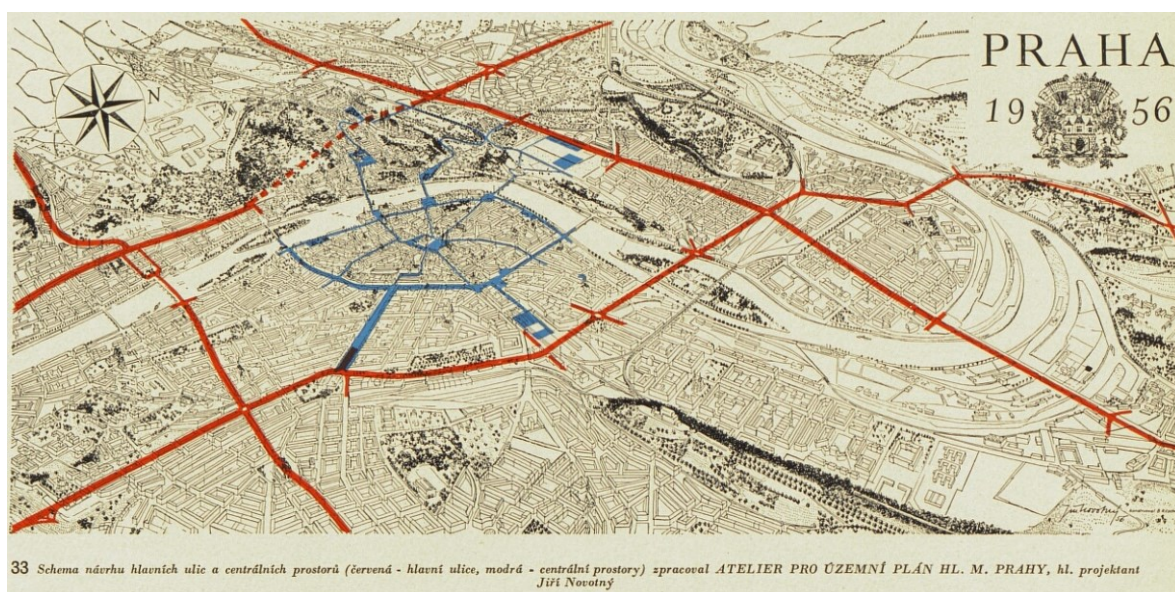 PRAHA
19 56
N
33 Schema návrhu hlavních ulic a centrálních prostorů (červená - hlavní ulice, modrá - centrální prostory) zpracoval ATELIER PRO ÚZEMNÍ PLÁN HL. M. PRAHY, hl. projektant
Jiří Novotný